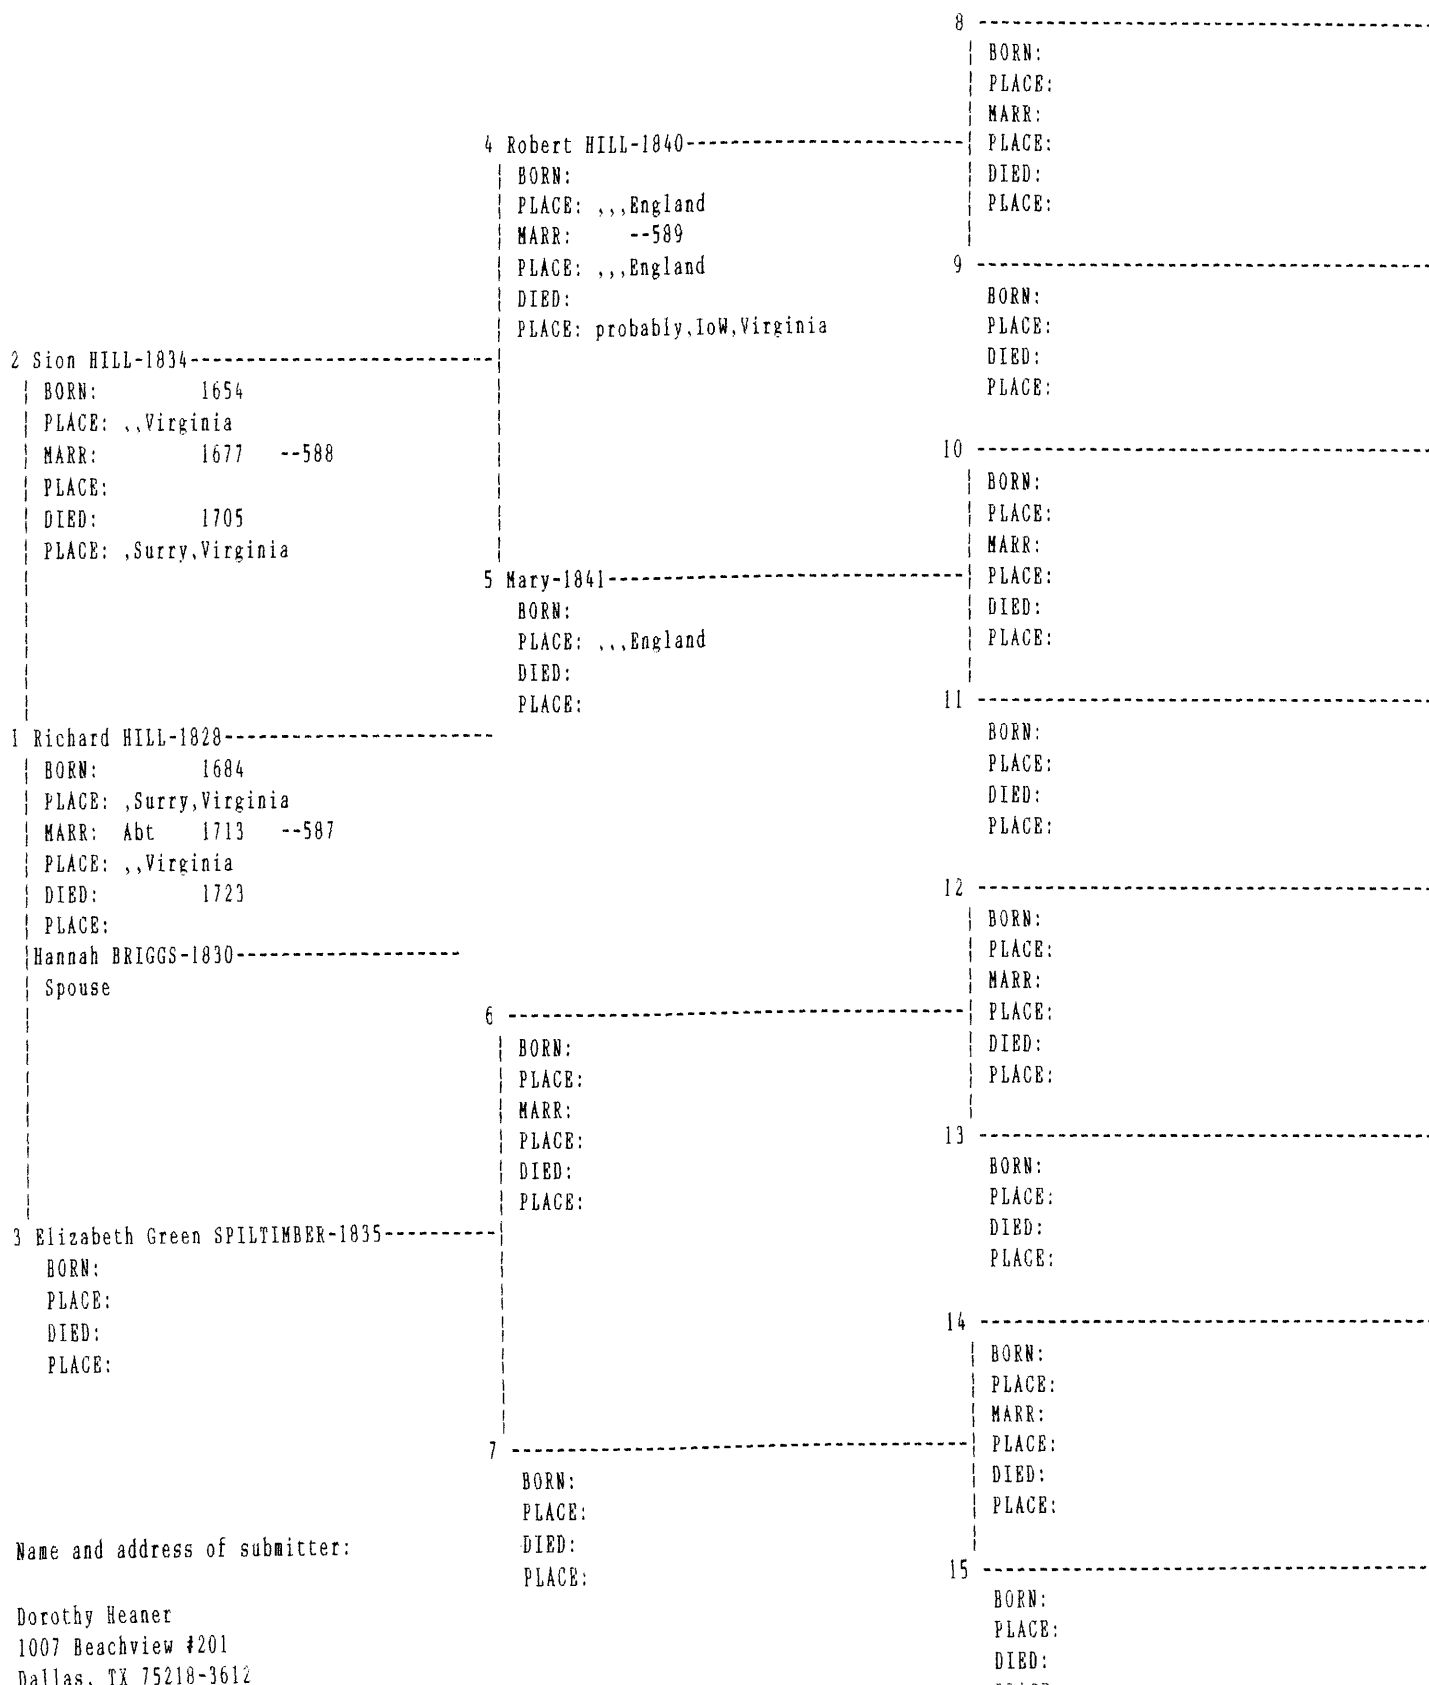 8 ----------
BORN:
PLACE:
MARR:
PLACE:
DIED:
PLACE:
4 Robert HILL-1840----------
BORN:
PLACE: ,,,England
MARR: --589
PLACE: ,,,England
DIED:
PLACE: probably,IoW,Virginia
9 ----------
BORN:
PLACE:
DIED:
PLACE:
2 Sion HILL-1834----------
BORN: 1654
PLACE: ,,Virginia
MARR: 1677 --588
PLACE:
DIED: 1705
PLACE: ,Surry,Virginia
10 ----------
BORN:
PLACE:
MARR:
PLACE:
DIED:
PLACE:
5 Mary-1841----------
BORN:
PLACE: ,,,England
DIED:
PLACE:
11 ----------
BORN:
PLACE:
DIED:
PLACE:
1 Richard HILL-1828----------
BORN: 1684
PLACE: ,Surry,Virginia
MARR: Abt 1713 --587
PLACE: ,,Virginia
DIED: 1723
PLACE:
Hannah BRIGGS-1830----------
Spouse
12 ----------
BORN:
PLACE:
MARR:
PLACE:
DIED:
PLACE:
6 ----------
BORN:
PLACE:
MARR:
PLACE:
DIED:
PLACE:
13 ----------
BORN:
PLACE:
DIED:
PLACE:
3 Elizabeth Green SPILTIMBER-1835----------
BORN:
PLACE:
DIED:
PLACE:
14 ----------
BORN:
PLACE:
MARR:
PLACE:
DIED:
PLACE:
7 ----------
BORN:
PLACE:
DIED:
PLACE:
15 ----------
BORN:
PLACE:
DIED:
Name and address of submitter:
Dorothy Heaner
1007 Beachview #201
Dallas, TX 75218-3612